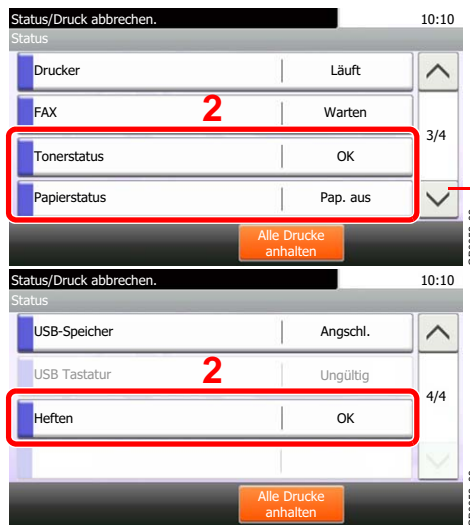 Status/Druck abbrechen. 10:10
Status
Drucker Läuft
FAX 2 Warten
3/4
Tonerstatus OK
Papierstatus Pap. aus
Alle Drucke
anhalten
Status/Druck abbrechen. 10:10
Status
USB-Speicher Angschl.
USB Tastatur 2 Ungültig
4/4
Heften OK
Alle Drucke
anhalten